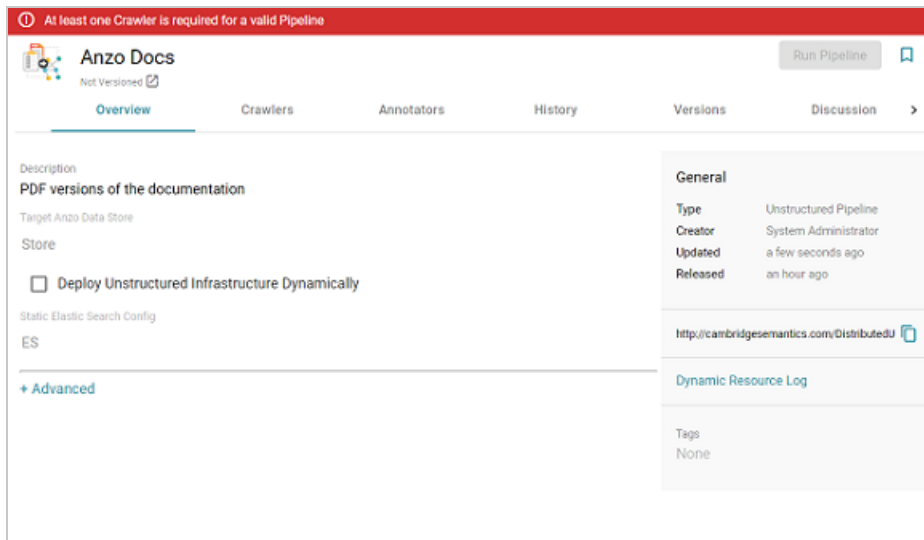 At least one Crawler is required for a valid Pipeline
Anzo Docs
Run Pipeline
Not Versioned
Overview Crawlers Annotators History Versions Discussion
Description
PDF versions of the documentation
Target Anzo Data Store
Store
Deploy Unstructured Infrastructure Dynamically
Static Elastic Search Config
ES
+ Advanced
General
Type Unstructured Pipeline
Creator System Administrator
Updated a few seconds ago
Released an hour ago
http://cambridgesemantics.com/DistributedU
Dynamic Resource Log
Tags
None